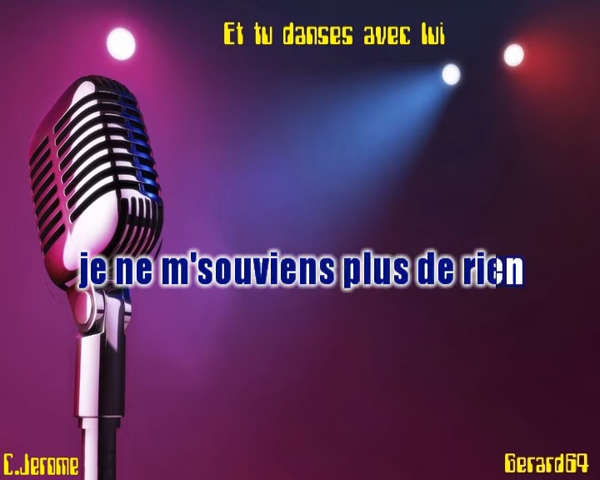 Et tu danses avec lui
je ne m'souviens plus de rien
C.Jerome
Gerard64